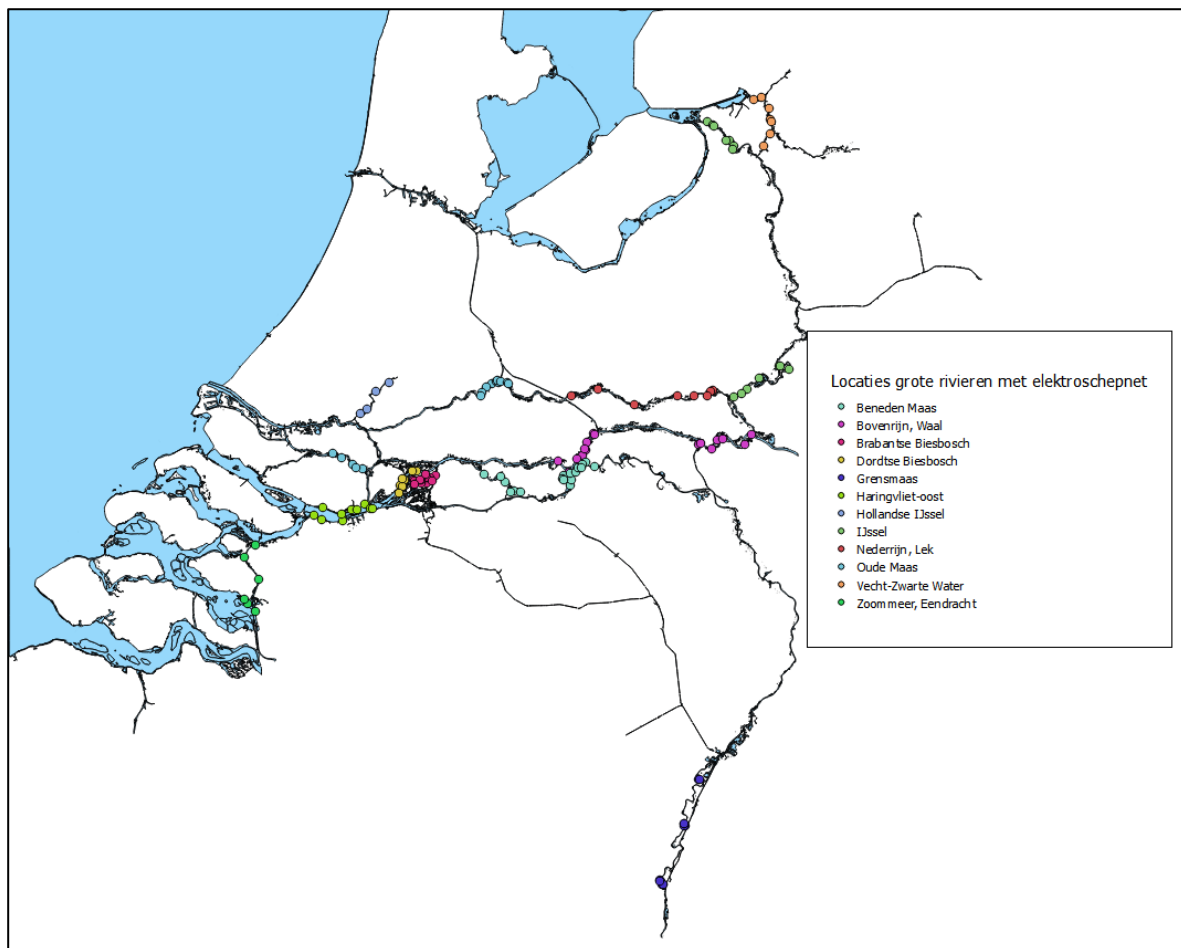 Locaties grote rivieren met elektroschepnet
Beneden Maas
Bovenrijn, Waal
Brabantse Biesbosch
Dordtse Biesbosch
Grensmaas
Haringvliet-oost
Hollandse IJssel
IJssel
Nederrijn, Lek
Oude Maas
Vecht-Zwarte Water
Zoommeer, Eendracht